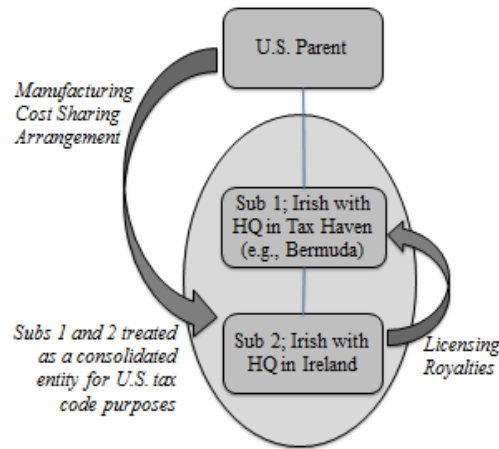 U.S. Parent
Manufacturing
Cost Sharing
Arrangement
Sub 1; Irish with
HQ in Tax Haven
(e.g., Bermuda)
Subs 1 and 2 treated
as a consolidated
entity for U.S. tax
code purposes
Sub 2; Irish with
HQ in Ireland
Licensing
Royalties